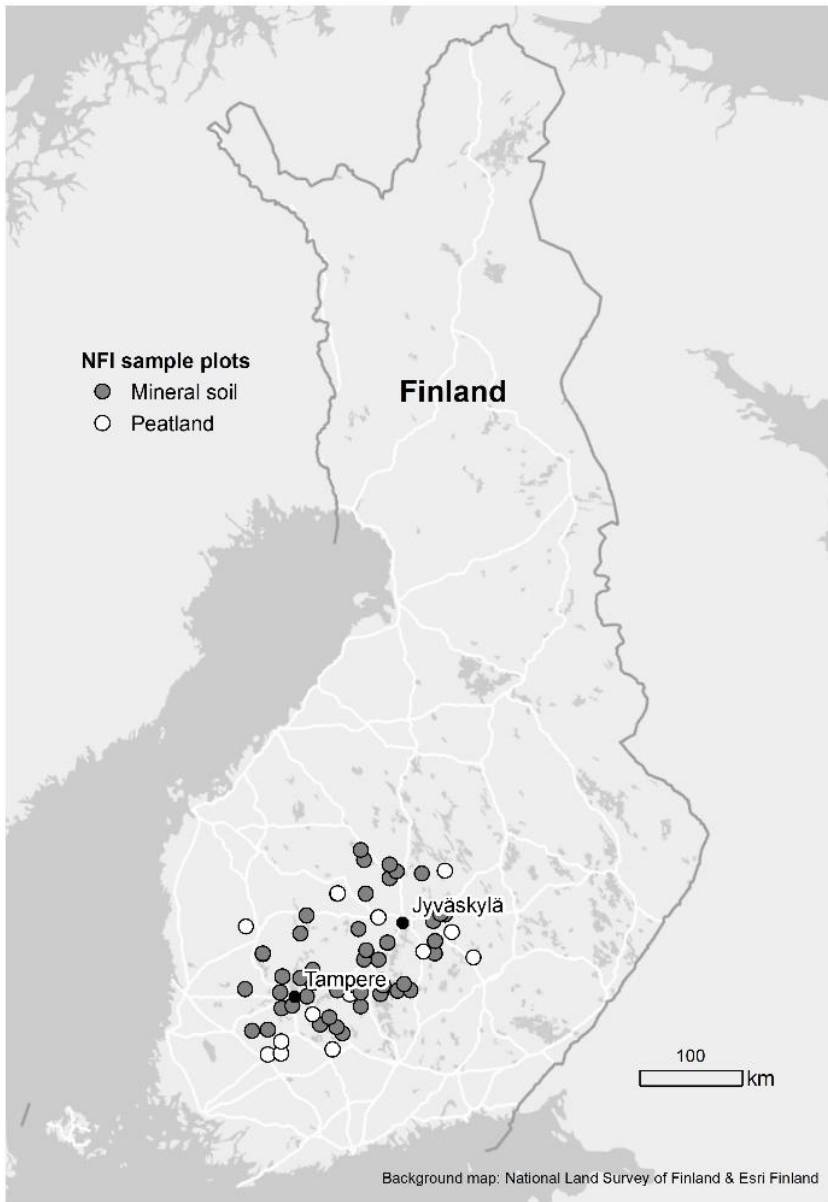 NFI sample plots
Mineral soil
Peatland
Finland
Jyväskylä
Tampere
100
km
Background map: National Land Survey of Finland & Esri Finland